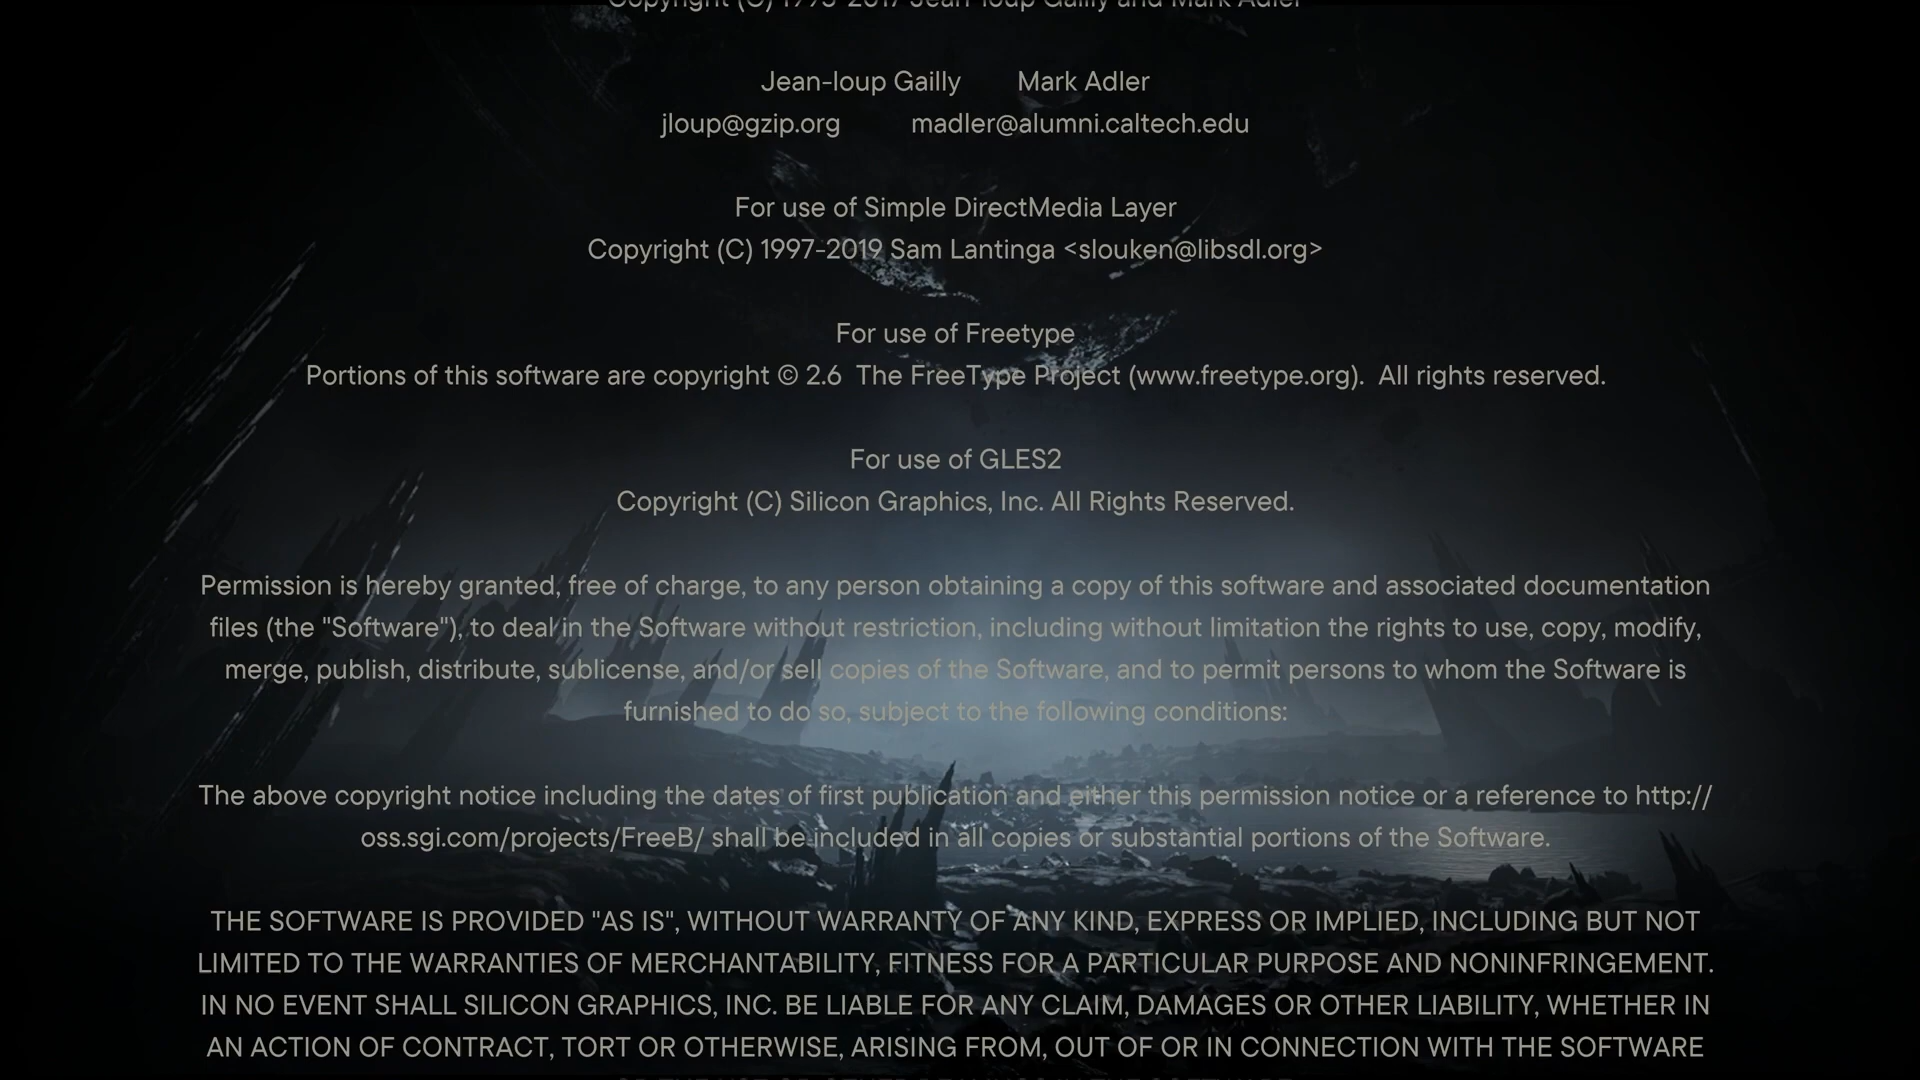 Copyright (C) 1995-2017 Jean-loup Gailly and Mark Adler
Jean-loup Gailly Mark Adler
jloup@gzip.org madler@alumni.caltech.edu
For use of Simple DirectMedia Layer
Copyright (C) 1997-2019 Sam Lantinga <slouken@libsdl.org>
For use of Freetype
Portions of this software are copyright © 2.6 The FreeType Project (www.freetype.org). All rights reserved.
For use of GLES2
Copyright (C) Silicon Graphics, Inc. All Rights Reserved.
Permission is hereby granted, free of charge, to any person obtaining a copy of this software and associated documentation
files (the "Software"), to deal in the Software without restriction, including without limitation the rights to use, copy, modify,
merge, publish, distribute, sublicense, and/or sell copies of the Software, and to permit persons to whom the Software is
furnished to do so, subject to the following conditions:
The above copyright notice including the dates of first publication and either this permission notice or a reference to http://
oss.sgi.com/projects/FreeB/ shall be included in all copies or substantial portions of the Software.
THE SOFTWARE IS PROVIDED "AS IS", WITHOUT WARRANTY OF ANY KIND, EXPRESS OR IMPLIED, INCLUDING BUT NOT
LIMITED TO THE WARRANTIES OF MERCHANTABILITY, FITNESS FOR A PARTICULAR PURPOSE AND NONINFRINGEMENT.
IN NO EVENT SHALL SILICON GRAPHICS, INC. BE LIABLE FOR ANY CLAIM, DAMAGES OR OTHER LIABILITY, WHETHER IN
AN ACTION OF CONTRACT, TORT OR OTHERWISE, ARISING FROM, OUT OF OR IN CONNECTION WITH THE SOFTWARE